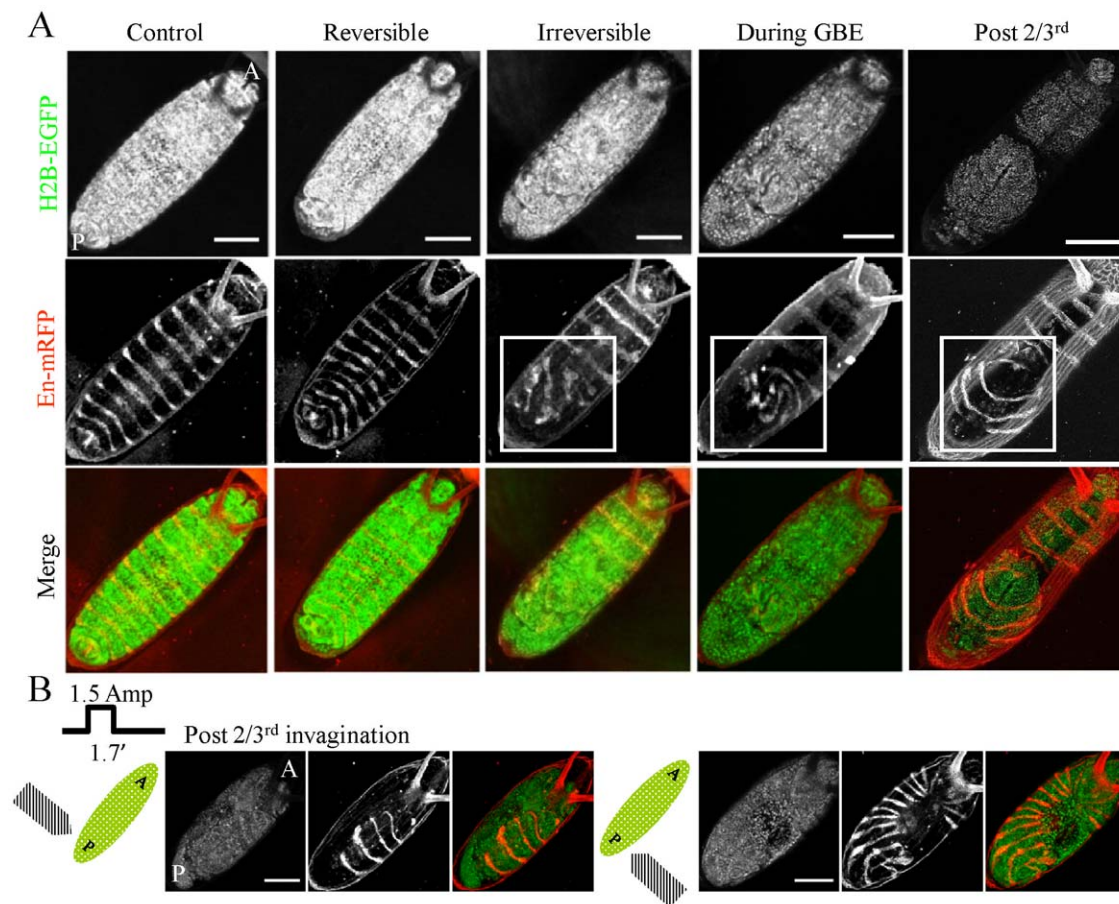 A
Control Reversible Irreversible During GBE Post 2/3rd
H2B-EGFP
A
P
En-mRFP
Merge
B
1.5 Amp
1.7′
Post 2/3rd invagination
A
P
A
P
A
P